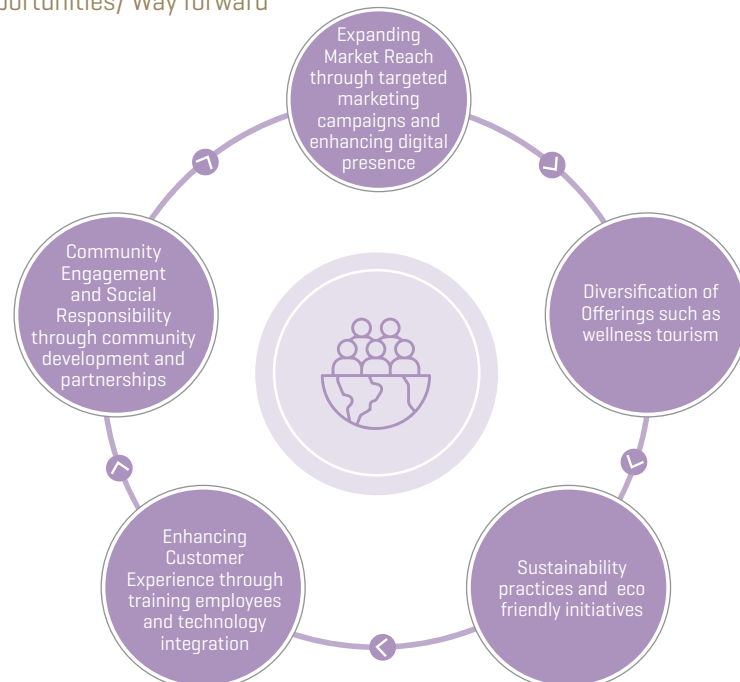 portunities/ Way forward
Expanding
Market Reach
through targeted
marketing
campaigns and
enhancing digital
presence
Diversification of
Offerings such as
wellness tourism
Sustainability
practices and eco
friendly initiatives
Enhancing
Customer
Experience through
training employees
and technology
integration
Community
Engagement
and Social
Responsibility
through community
development and
partnerships